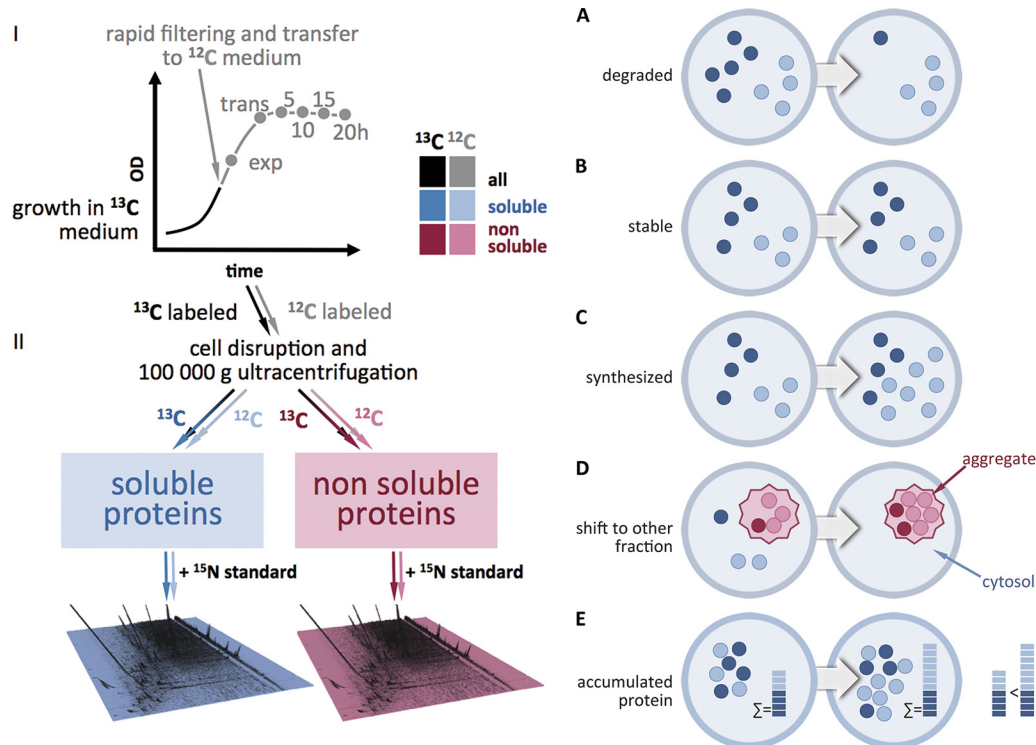 I
rapid filtering and transfer
to ¹²C medium
trans
5
15
10
20h
exp
OD
growth in ¹³C
medium
time
¹³C ¹²C
all
soluble
non
soluble
¹³C labeled
¹²C labeled
II
cell disruption and
100 000 g ultracentrifugation
¹³C
¹²C
¹³C
¹²C
soluble
proteins
non soluble
proteins
+ ¹⁵N standard
+ ¹⁵N standard
A
degraded
B
stable
C
synthesized
D
aggregate
shift to other
fraction
cytosol
E
accumulated
protein
∑=
∑=
<